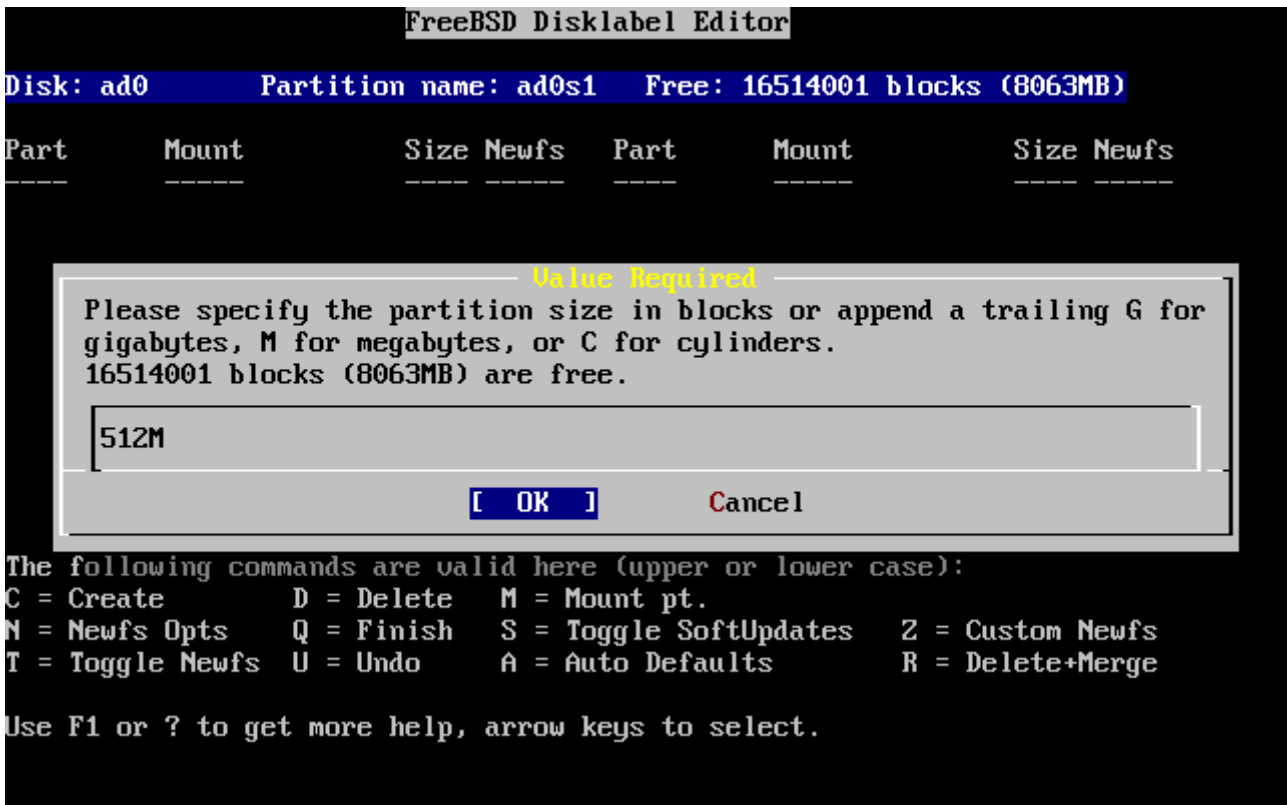 FreeBSD Disklabel Editor
Disk: ad0 Partition name: ad0s1 Free: 16514001 blocks (8063MB)
Part Mount Size Newfs Part Mount Size Newfs
---- ----- ---- ----- ---- ----- ---- -----
Value Required
Please specify the partition size in blocks or append a trailing G for
gigabytes, M for megabytes, or C for cylinders.
16514001 blocks (8063MB) are free.
512M
[ OK ] Cancel
The following commands are valid here (upper or lower case):
C = Create D = Delete M = Mount pt.
N = Newfs Opts Q = Finish S = Toggle SoftUpdates Z = Custom Newfs
T = Toggle Newfs U = Undo A = Auto Defaults R = Delete+Merge
Use F1 or ? to get more help, arrow keys to select.